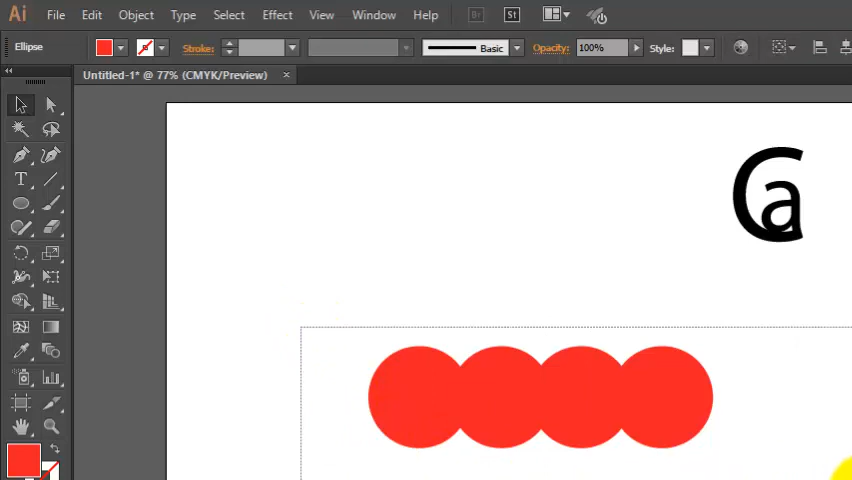 Ai File Edit Object Type Select Effect View Window Help Br St
Ellipse Stroke: Basic Opacity: 100% Style:
Untitled-1* @ 77% (CMYK/Preview) ×
T
Ca